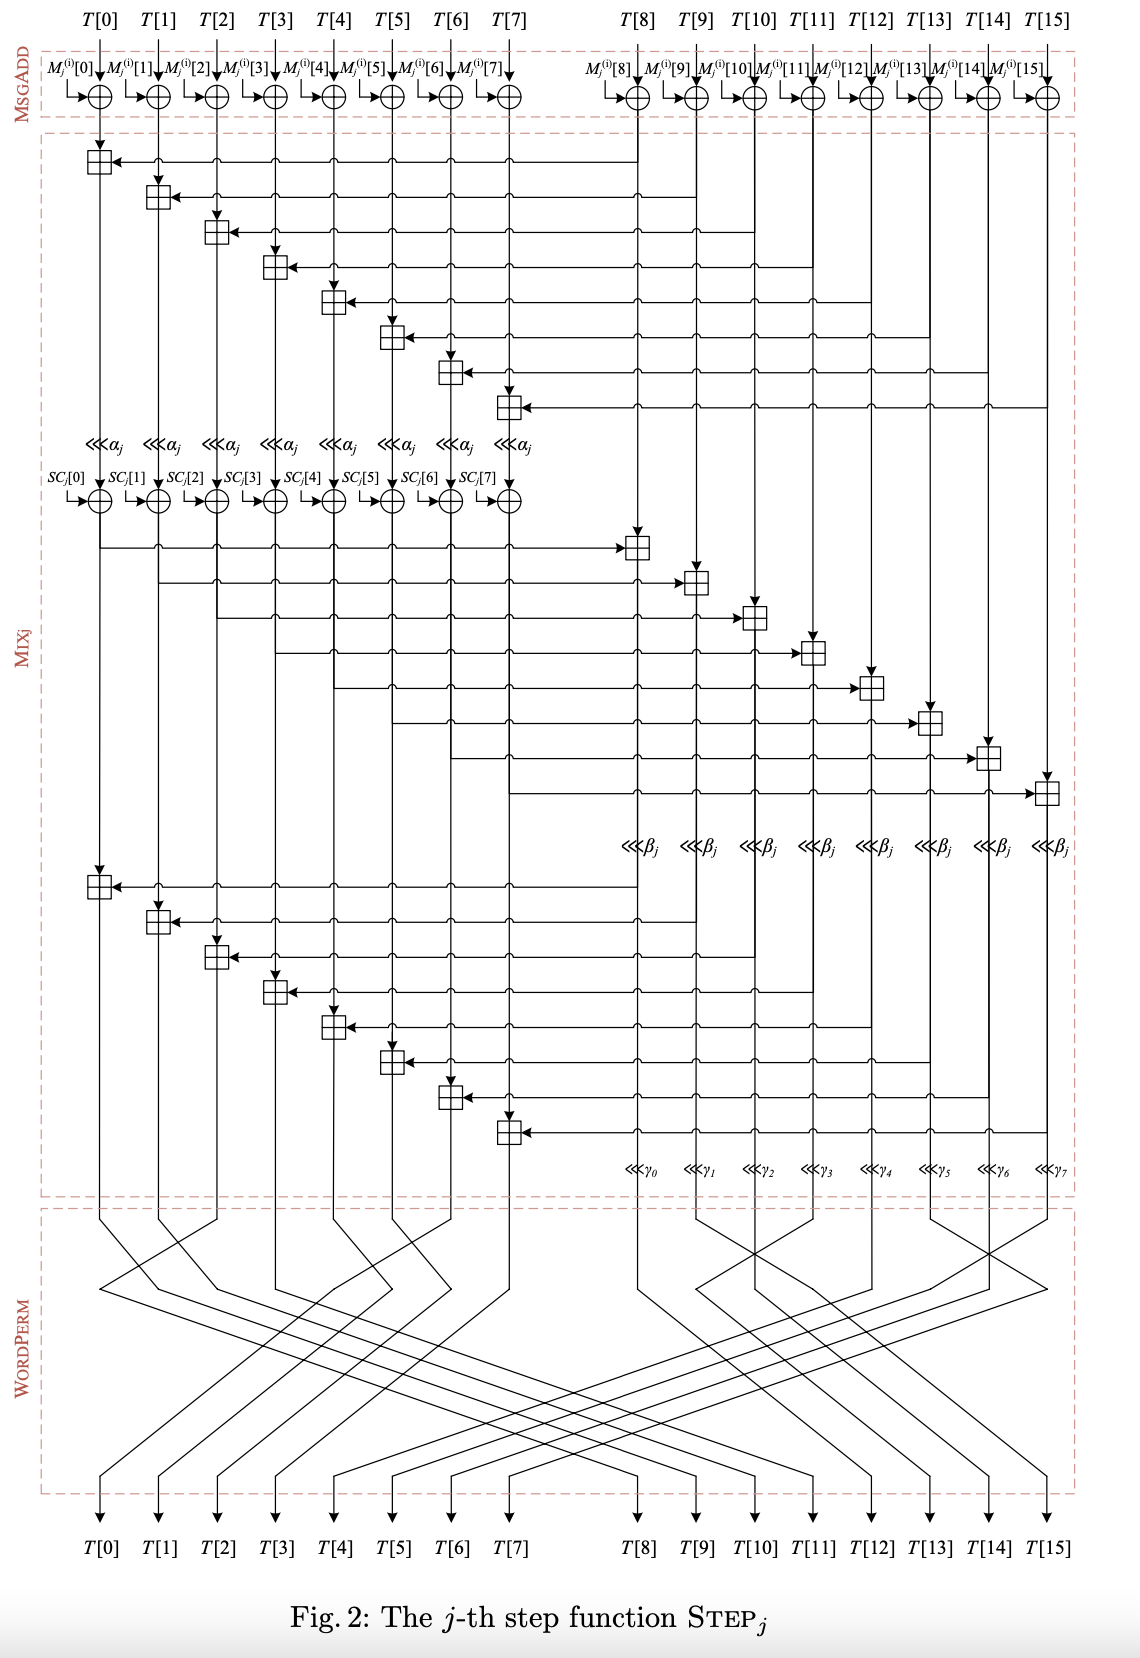 T[0] T[1] T[2] T[3] T[4] T[5] T[6] T[7] T[8] T[9] T[10] T[11] T[12] T[13] T[14] T[15]
MSGADD
M_j^(i)[0] M_j^(i)[1] M_j^(i)[2] M_j^(i)[3] M_j^(i)[4] M_j^(i)[5] M_j^(i)[6] M_j^(i)[7] M_j^(i)[8] M_j^(i)[9] M_j^(i)[10] M_j^(i)[11] M_j^(i)[12] M_j^(i)[13] M_j^(i)[14] M_j^(i)[15]
⋘α_j ⋘α_j ⋘α_j ⋘α_j ⋘α_j ⋘α_j ⋘α_j ⋘α_j
SC_j[0] SC_j[1] SC_j[2] SC_j[3] SC_j[4] SC_j[5] SC_j[6] SC_j[7]
MIXj
⋘β_j ⋘β_j ⋘β_j ⋘β_j ⋘β_j ⋘β_j ⋘β_j ⋘β_j
⋘γ_0 ⋘γ_1 ⋘γ_2 ⋘γ_3 ⋘γ_4 ⋘γ_5 ⋘γ_6 ⋘γ_7
WORDPERM
T[0] T[1] T[2] T[3] T[4] T[5] T[6] T[7] T[8] T[9] T[10] T[11] T[12] T[13] T[14] T[15]
Fig. 2: The j-th step function STEP_j